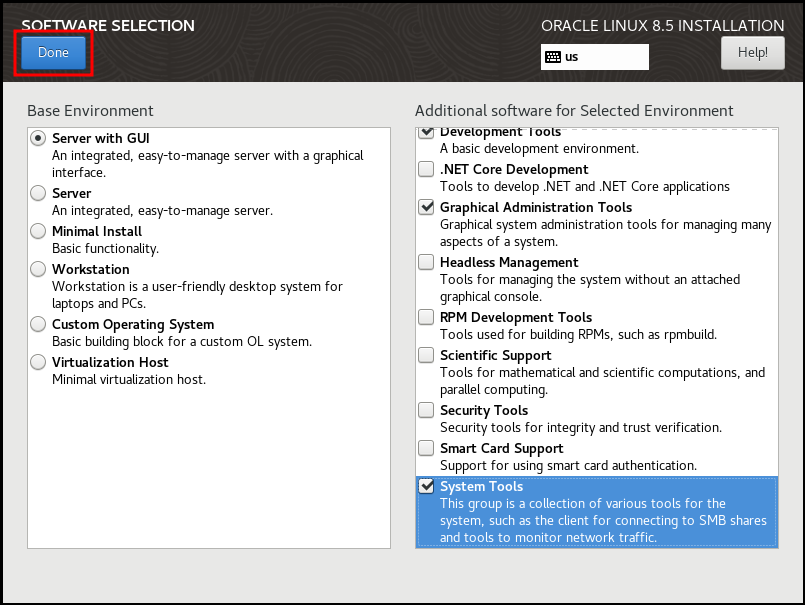 SOFTWARE SELECTION
ORACLE LINUX 8.5 INSTALLATION
Done
us
Help!
Base Environment
Server with GUI
An integrated, easy-to-manage server with a graphical
interface.
Server
An integrated, easy-to-manage server.
Minimal Install
Basic functionality.
Workstation
Workstation is a user-friendly desktop system for
laptops and PCs.
Custom Operating System
Basic building block for a custom OL system.
Virtualization Host
Minimal virtualization host.
Additional software for Selected Environment
Development Tools
A basic development environment.
.NET Core Development
Tools to develop .NET and .NET Core applications
Graphical Administration Tools
Graphical system administration tools for managing many
aspects of a system.
Headless Management
Tools for managing the system without an attached
graphical console.
RPM Development Tools
Tools used for building RPMs, such as rpmbuild.
Scientific Support
Tools for mathematical and scientific computations, and
parallel computing.
Security Tools
Security tools for integrity and trust verification.
Smart Card Support
Support for using smart card authentication.
System Tools
This group is a collection of various tools for the
system, such as the client for connecting to SMB shares
and tools to monitor network traffic.